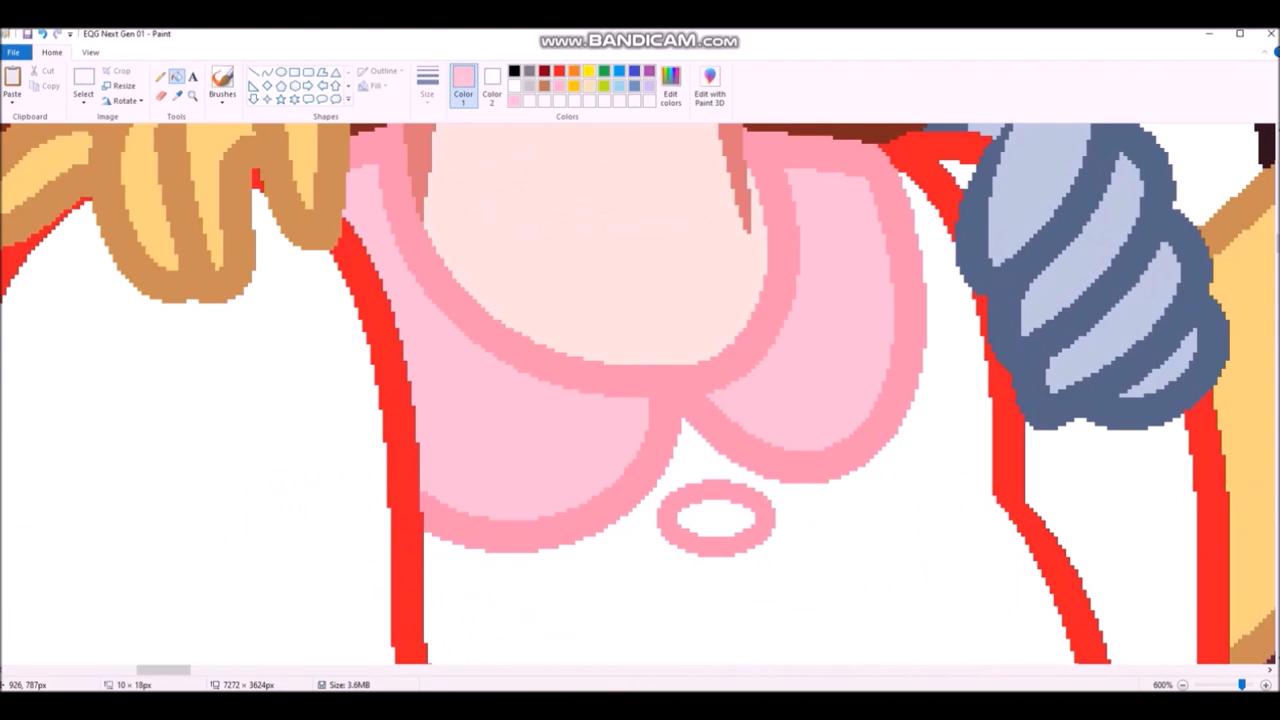 EQG Next Gen 01 - Paint
www.BANDICAM.com
File Home View
Paste
Cut
Copy
Clipboard
Select
Crop
Resize
Rotate
Image
A
Tools
Brushes
Shapes
Outline
Fill
Size
Color 1
Color 2
Colors
Edit colors
Edit with Paint 3D
926, 787px
10 × 18px
7272 × 3624px
Size: 3.6MB
600%